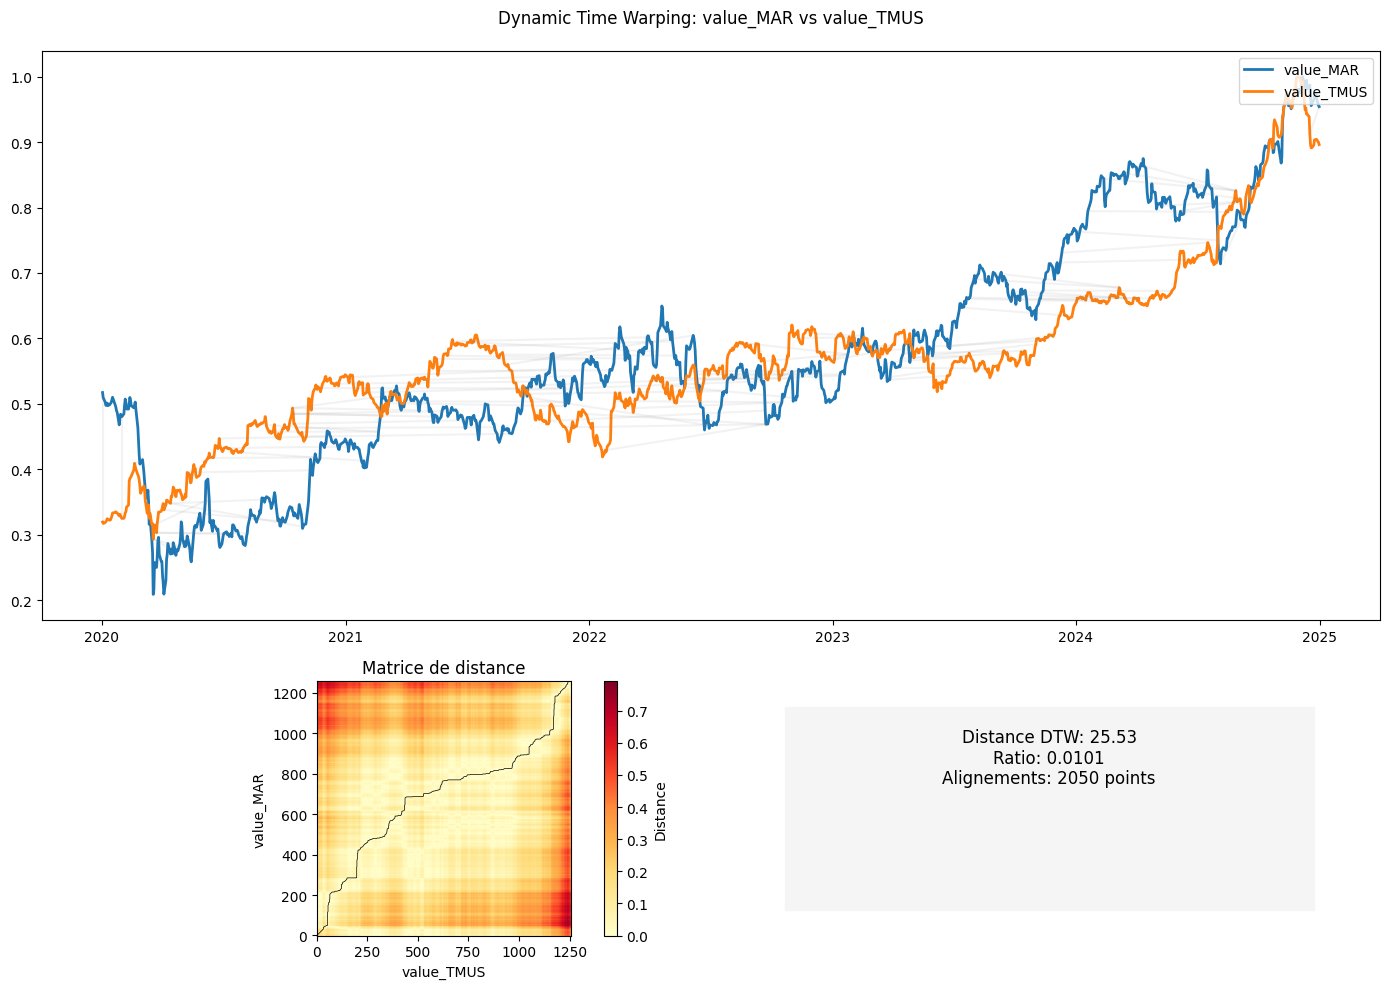 Dynamic Time Warping: value_MAR vs value_TMUS
value_MAR
value_TMUS
1.0
0.9
0.8
0.7
0.6
0.5
0.4
0.3
0.2
2020 2021 2022 2023 2024 2025
Matrice de distance
value_MAR
1200
1000
800
600
400
200
0
0 250 500 750 1000 1250
value_TMUS
0.7
0.6
0.5
0.4
0.3
0.2
0.1
0.0
Distance
Distance DTW: 25.53
Ratio: 0.0101
Alignements: 2050 points